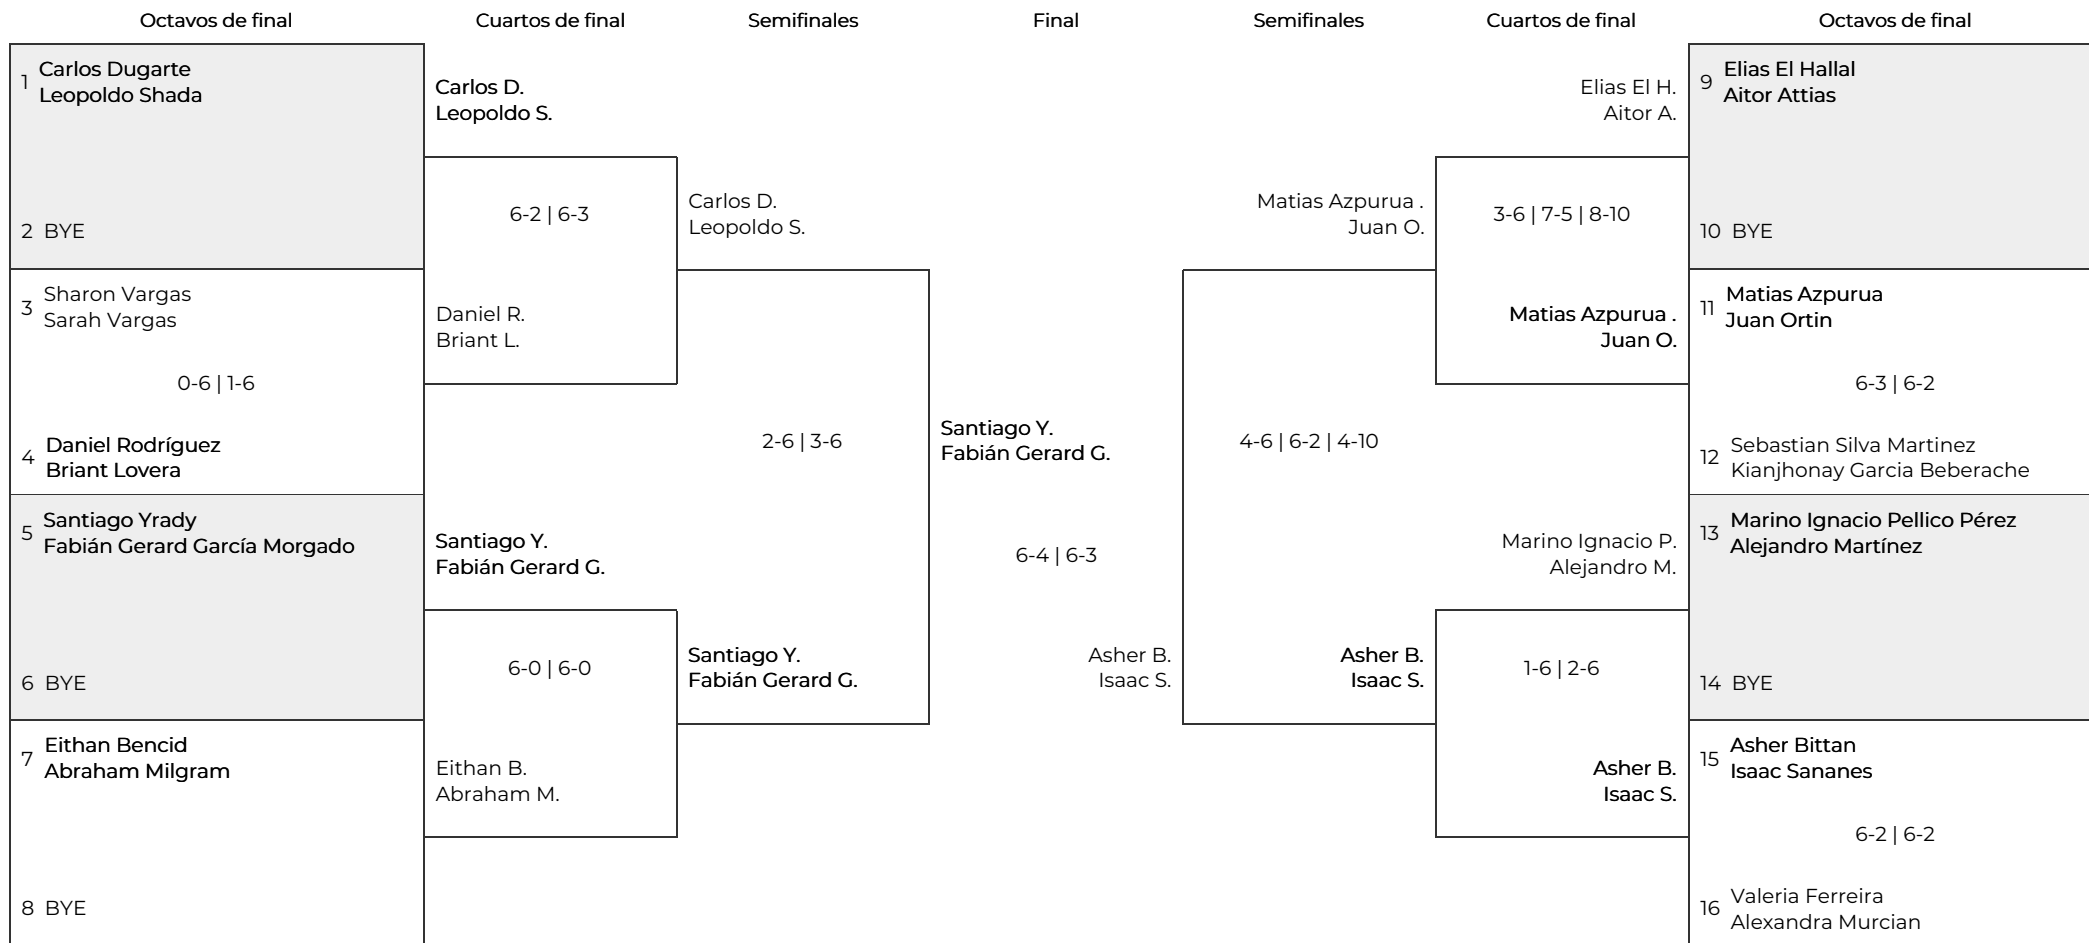 Octavos de final
Cuartos de final
Semifinales
Final
Semifinales
Cuartos de final
Octavos de final
1
Carlos Dugarte
Leopoldo Shada
2 BYE
3
Sharon Vargas
Sarah Vargas
0-6 | 1-6
4
Daniel Rodríguez
Briant Lovera
5
Santiago Yrady
Fabián Gerard García Morgado
6 BYE
7
Eithan Bencid
Abraham Milgram
8 BYE
Carlos D.
Leopoldo S.
6-2 | 6-3
Daniel R.
Briant L.
Santiago Y.
Fabián Gerard G.
6-0 | 6-0
Eithan B.
Abraham M.
Carlos D.
Leopoldo S.
2-6 | 3-6
Santiago Y.
Fabián Gerard G.
Santiago Y.
Fabián Gerard G.
6-4 | 6-3
Asher B.
Isaac S.
Matias Azpurua .
Juan O.
4-6 | 6-2 | 4-10
Asher B.
Isaac S.
Elias El H.
Aitor A.
3-6 | 7-5 | 8-10
Matias Azpurua .
Juan O.
Marino Ignacio P.
Alejandro M.
1-6 | 2-6
Asher B.
Isaac S.
9
Elias El Hallal
Aitor Attias
10 BYE
11
Matias Azpurua
Juan Ortin
6-3 | 6-2
12
Sebastian Silva Martinez
Kianjhonay Garcia Beberache
13
Marino Ignacio Pellico Pérez
Alejandro Martínez
14 BYE
15
Asher Bittan
Isaac Sananes
6-2 | 6-2
16
Valeria Ferreira
Alexandra Murcian